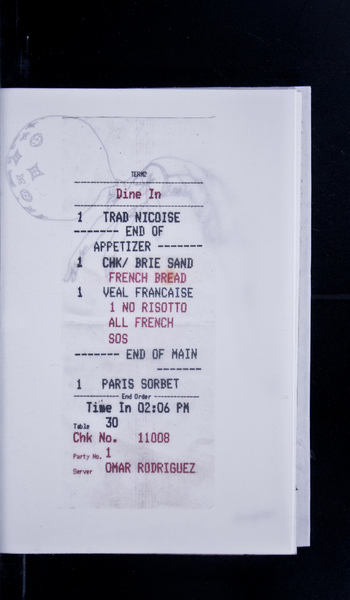 TERM2
Dine In
1 TRAD NICOISE
------- END OF
APPETIZER -------
1 CHK/ BRIE SAND
FRENCH BREAD
1 VEAL FRANCAISE
1 NO RISOTTO
ALL FRENCH
SOS
------- END OF MAIN
-------
1 PARIS SORBET
End Order
Time In 02:06 PM
Table 30
Chk No. 11008
Party No. 1
Server OMAR RODRIGUEZ